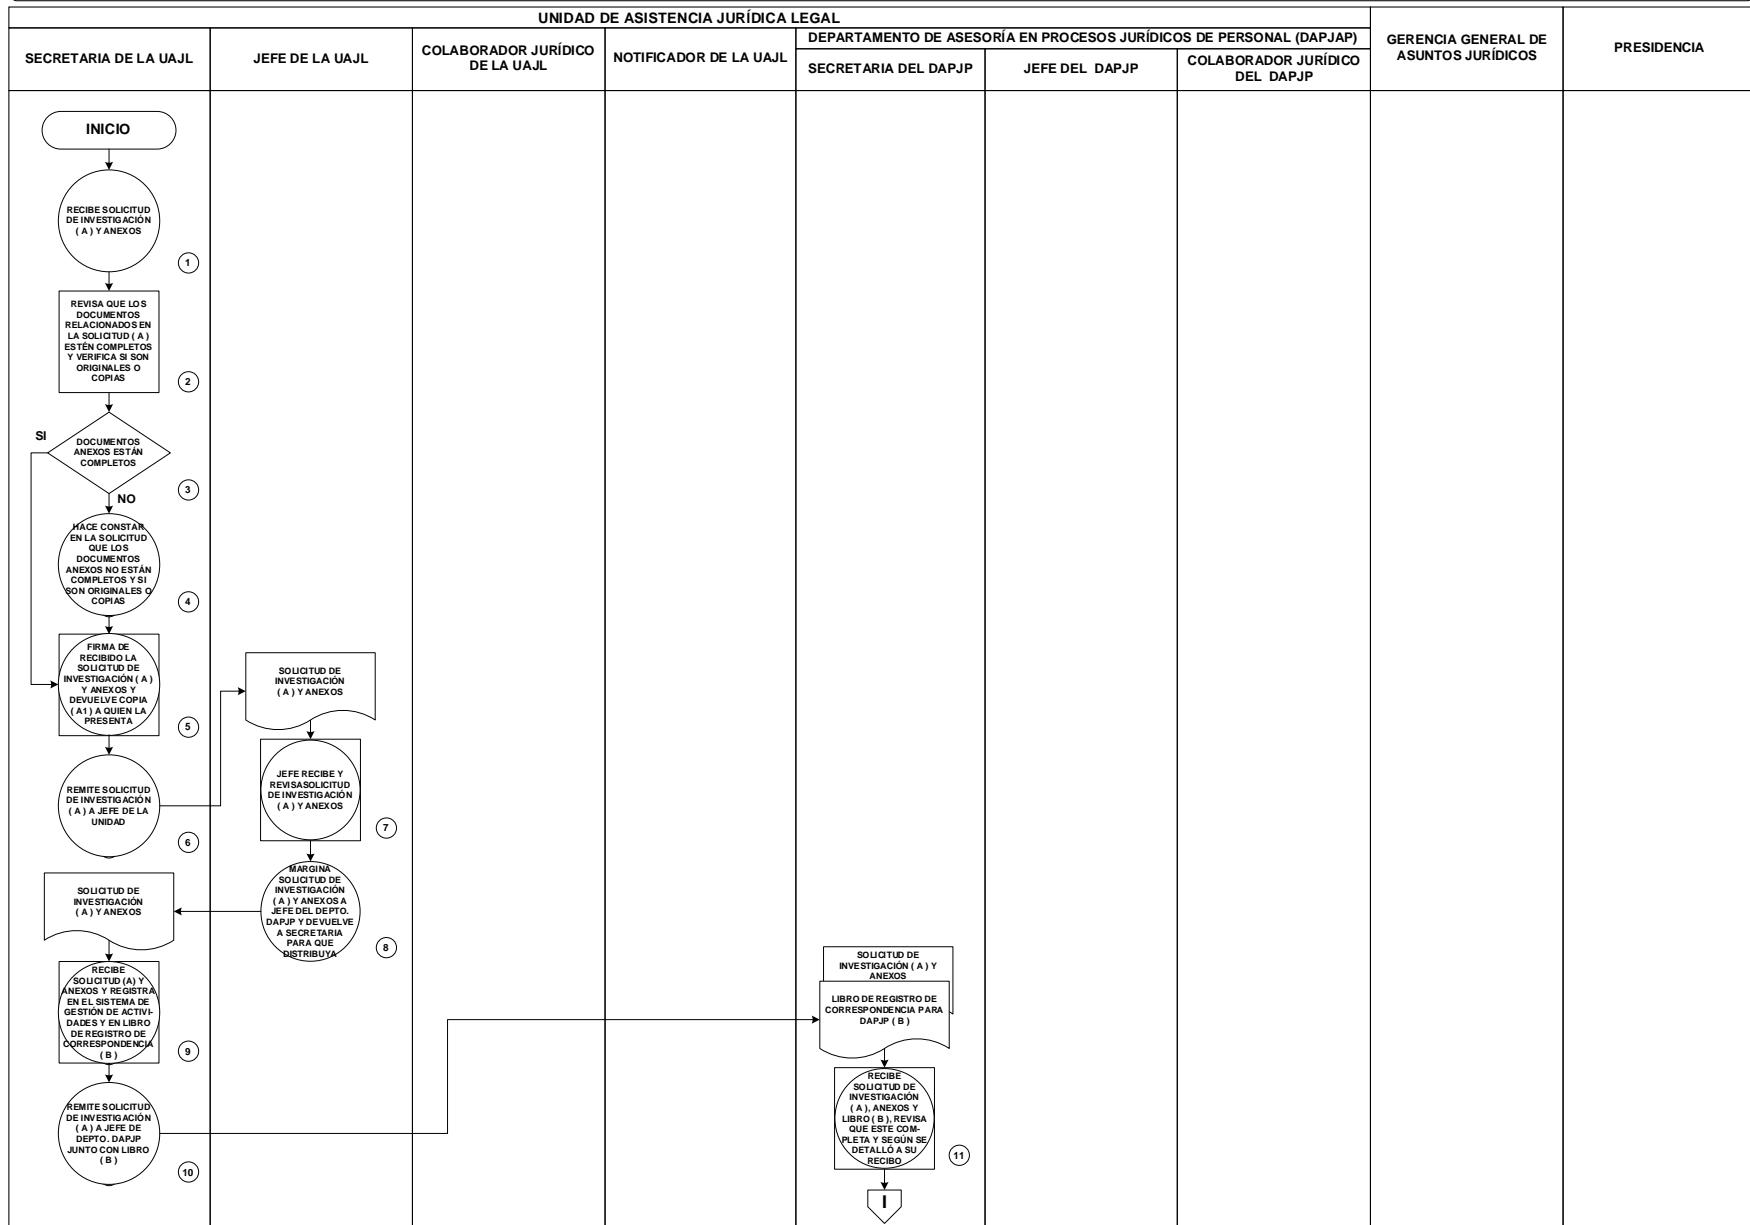 UNIDAD DE ASISTENCIA JURÍDICA LEGAL
SECRETARIA DE LA UAJL
JEFE DE LA UAJL
COLABORADOR JURÍDICO
DE LA UAJL
NOTIFICADOR DE LA UAJL
DEPARTAMENTO DE ASESORÍA EN PROCESOS JURÍDICOS DE PERSONAL (DAPJAP)
SECRETARIA DEL DAPJP
JEFE DEL DAPJP
COLABORADOR JURÍDICO
DEL DAPJP
GERENCIA GENERAL DE
ASUNTOS JURÍDICOS
PRESIDENCIA
INICIO
RECIBE SOLICITUD
DE INVESTIGACIÓN
( A ) Y ANEXOS
1
REVISA QUE LOS
DOCUMENTOS
RELACIONADOS EN
LA SOLICITUD ( A )
ESTÉN COMPLETOS
Y VERIFICA SI SON
ORIGINALES O
COPIAS
2
SI
DOCUMENTOS
ANEXOS ESTÁN
COMPLETOS
3
NO
HACE CONSTAR
EN LA SOLICITUD
QUE LOS
DOCUMENTOS
ANEXOS NO ESTÁN
COMPLETOS Y SI
SON ORIGINALES O
COPIAS
4
FIRMA DE
RECIBIDO LA
SOLICITUD DE
INVESTIGACIÓN ( A )
Y ANEXOS Y
DEVUELVE COPIA
( A1 ) A QUIEN LA
PRESENTA
5
REMITE SOLICITUD
DE INVESTIGACIÓN
( A ) A JEFE DE LA
UNIDAD
6
SOLICITUD DE
INVESTIGACIÓN
( A ) Y ANEXOS
JEFE RECIBE Y
REVISASOLICITUD
DE INVESTIGACIÓN
( A ) Y ANEXOS
7
MARGINA
SOLICITUD DE
INVESTIGACIÓN
( A ) Y ANEXOS A
JEFE DEL DEPTO.
DAPJP Y DEVUELVE
A SECRETARIA
PARA QUE
DISTRIBUYA
8
SOLICITUD DE
INVESTIGACIÓN
( A ) Y ANEXOS
RECIBE
SOLICITUD (A) Y
ANEXOS Y REGISTRA
EN EL SISTEMA DE
GESTIÓN DE ACTIVI-
DADES Y EN LIBRO
DE REGISTRO DE
CORRESPONDENCIA
( B )
9
REMITE SOLICITUD
DE INVESTIGACIÓN
( A ) A JEFE DE
DEPTO. DAPJP
JUNTO CON LIBRO
( B )
10
SOLICITUD DE
INVESTIGACIÓN ( A ) Y
ANEXOS
LIBRO DE REGISTRO DE
CORRESPONDENCIA PARA
DAPJP ( B )
RECIBE
SOLICITUD DE
INVESTIGACIÓN
( A ), ANEXOS Y
LIBRO ( B ), REVISA
QUE ESTE COM-
PLETA Y SEGÚN SE
DETALLÓ A SU
RECIBO
11
I